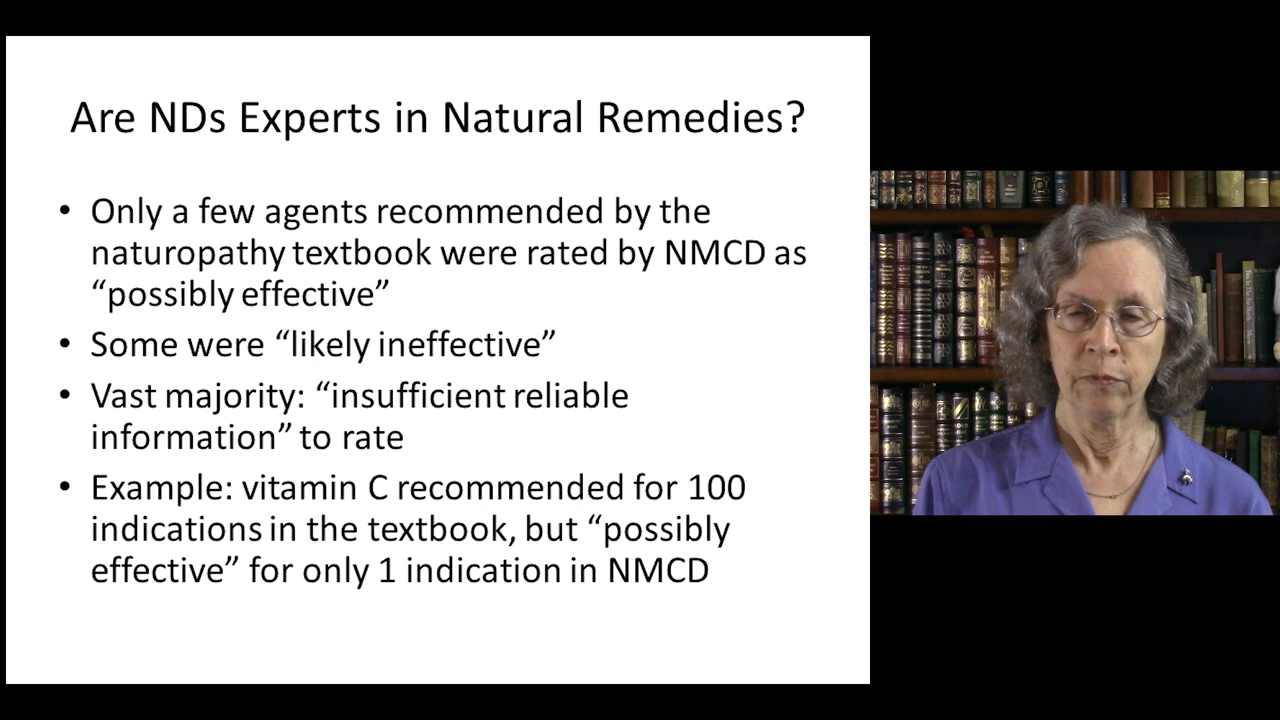 Are NDs Experts in Natural Remedies?
• Only a few agents recommended by the
naturopathy textbook were rated by NMCD as
“possibly effective”
• Some were “likely ineffective”
• Vast majority: “insufficient reliable
information” to rate
• Example: vitamin C recommended for 100
indications in the textbook, but “possibly
effective” for only 1 indication in NMCD